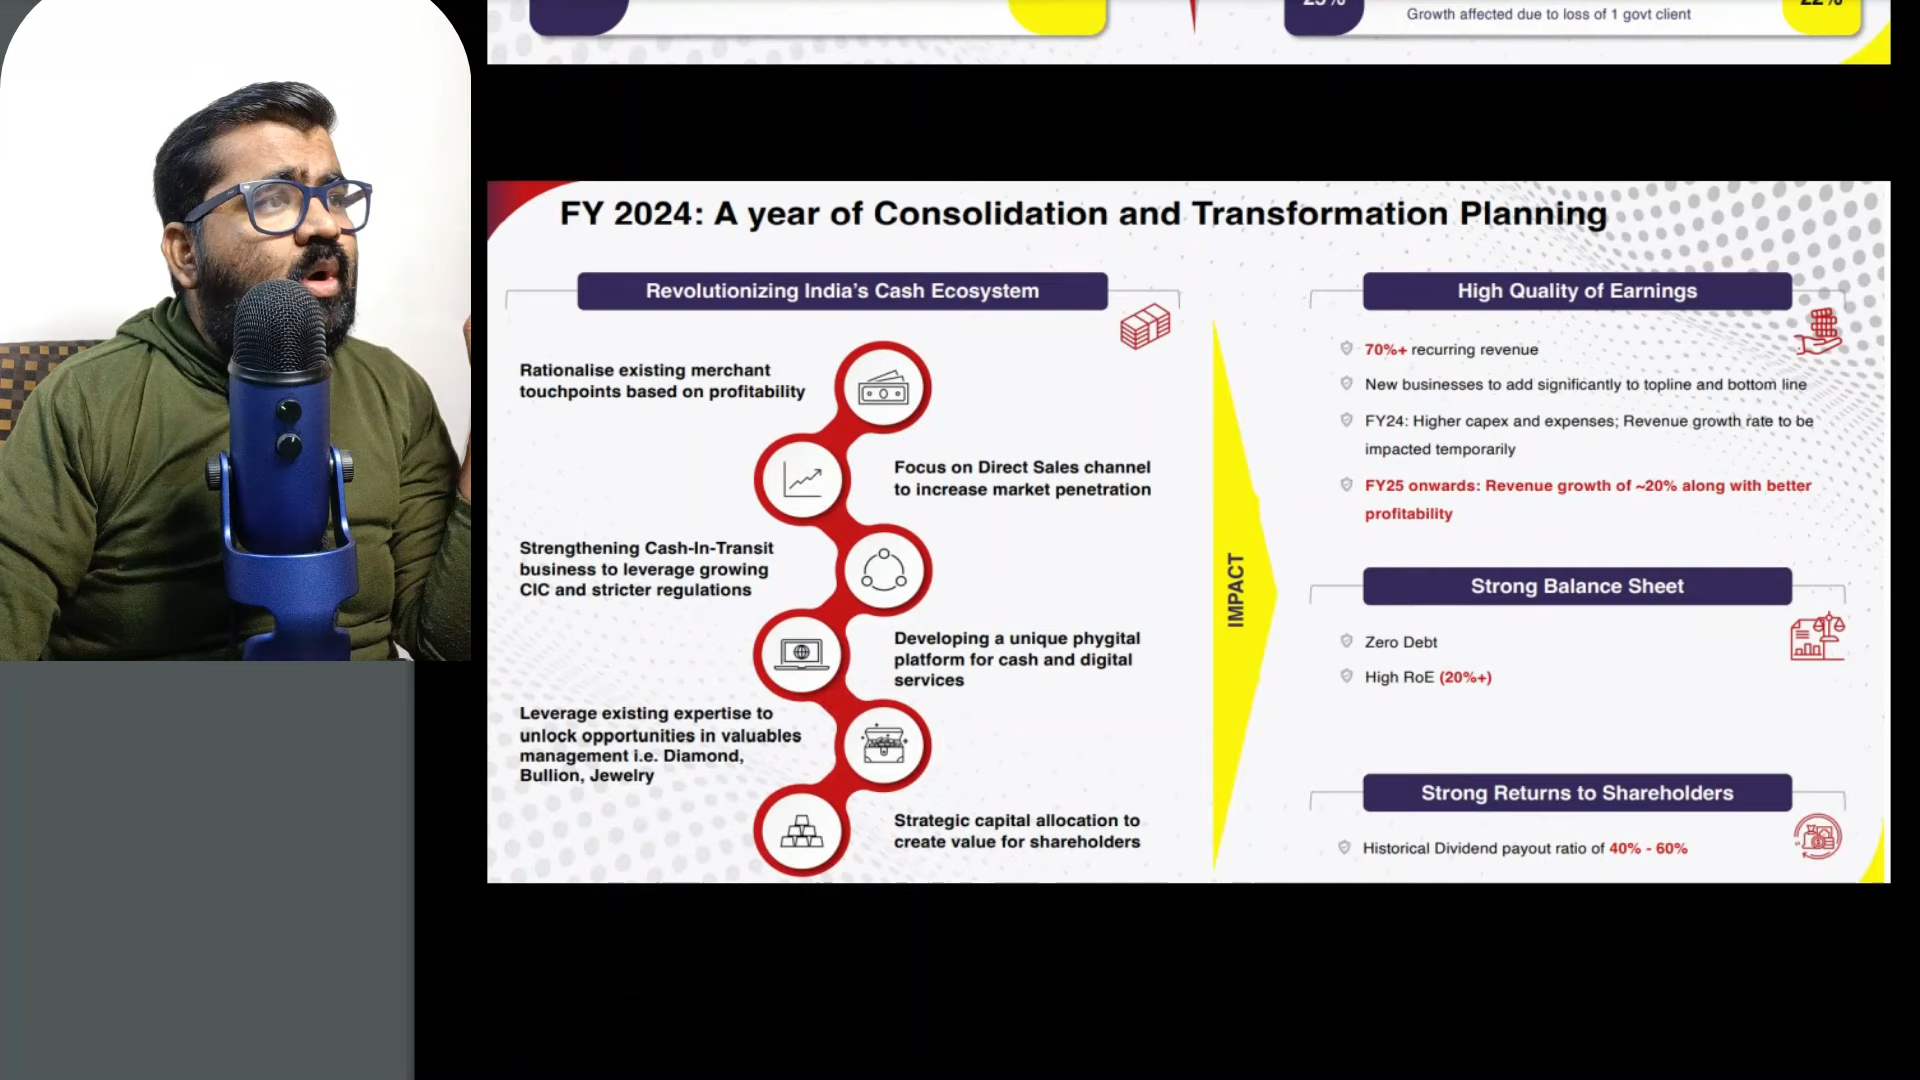 25%
Growth affected due to loss of 1 govt client
22%
FY 2024: A year of Consolidation and Transformation Planning
Revolutionizing India's Cash Ecosystem
Rationalise existing merchant
touchpoints based on profitability
Focus on Direct Sales channel
to increase market penetration
Strengthening Cash-In-Transit
business to leverage growing
CIC and stricter regulations
Developing a unique phygital
platform for cash and digital
services
Leverage existing expertise to
unlock opportunities in valuables
management i.e. Diamond,
Bullion, Jewelry
Strategic capital allocation to
create value for shareholders
IMPACT
High Quality of Earnings
70%+ recurring revenue
New businesses to add significantly to topline and bottom line
FY24: Higher capex and expenses; Revenue growth rate to be
impacted temporarily
FY25 onwards: Revenue growth of ~20% along with better
profitability
Strong Balance Sheet
Zero Debt
High RoE (20%+)
Strong Returns to Shareholders
Historical Dividend payout ratio of 40% - 60%